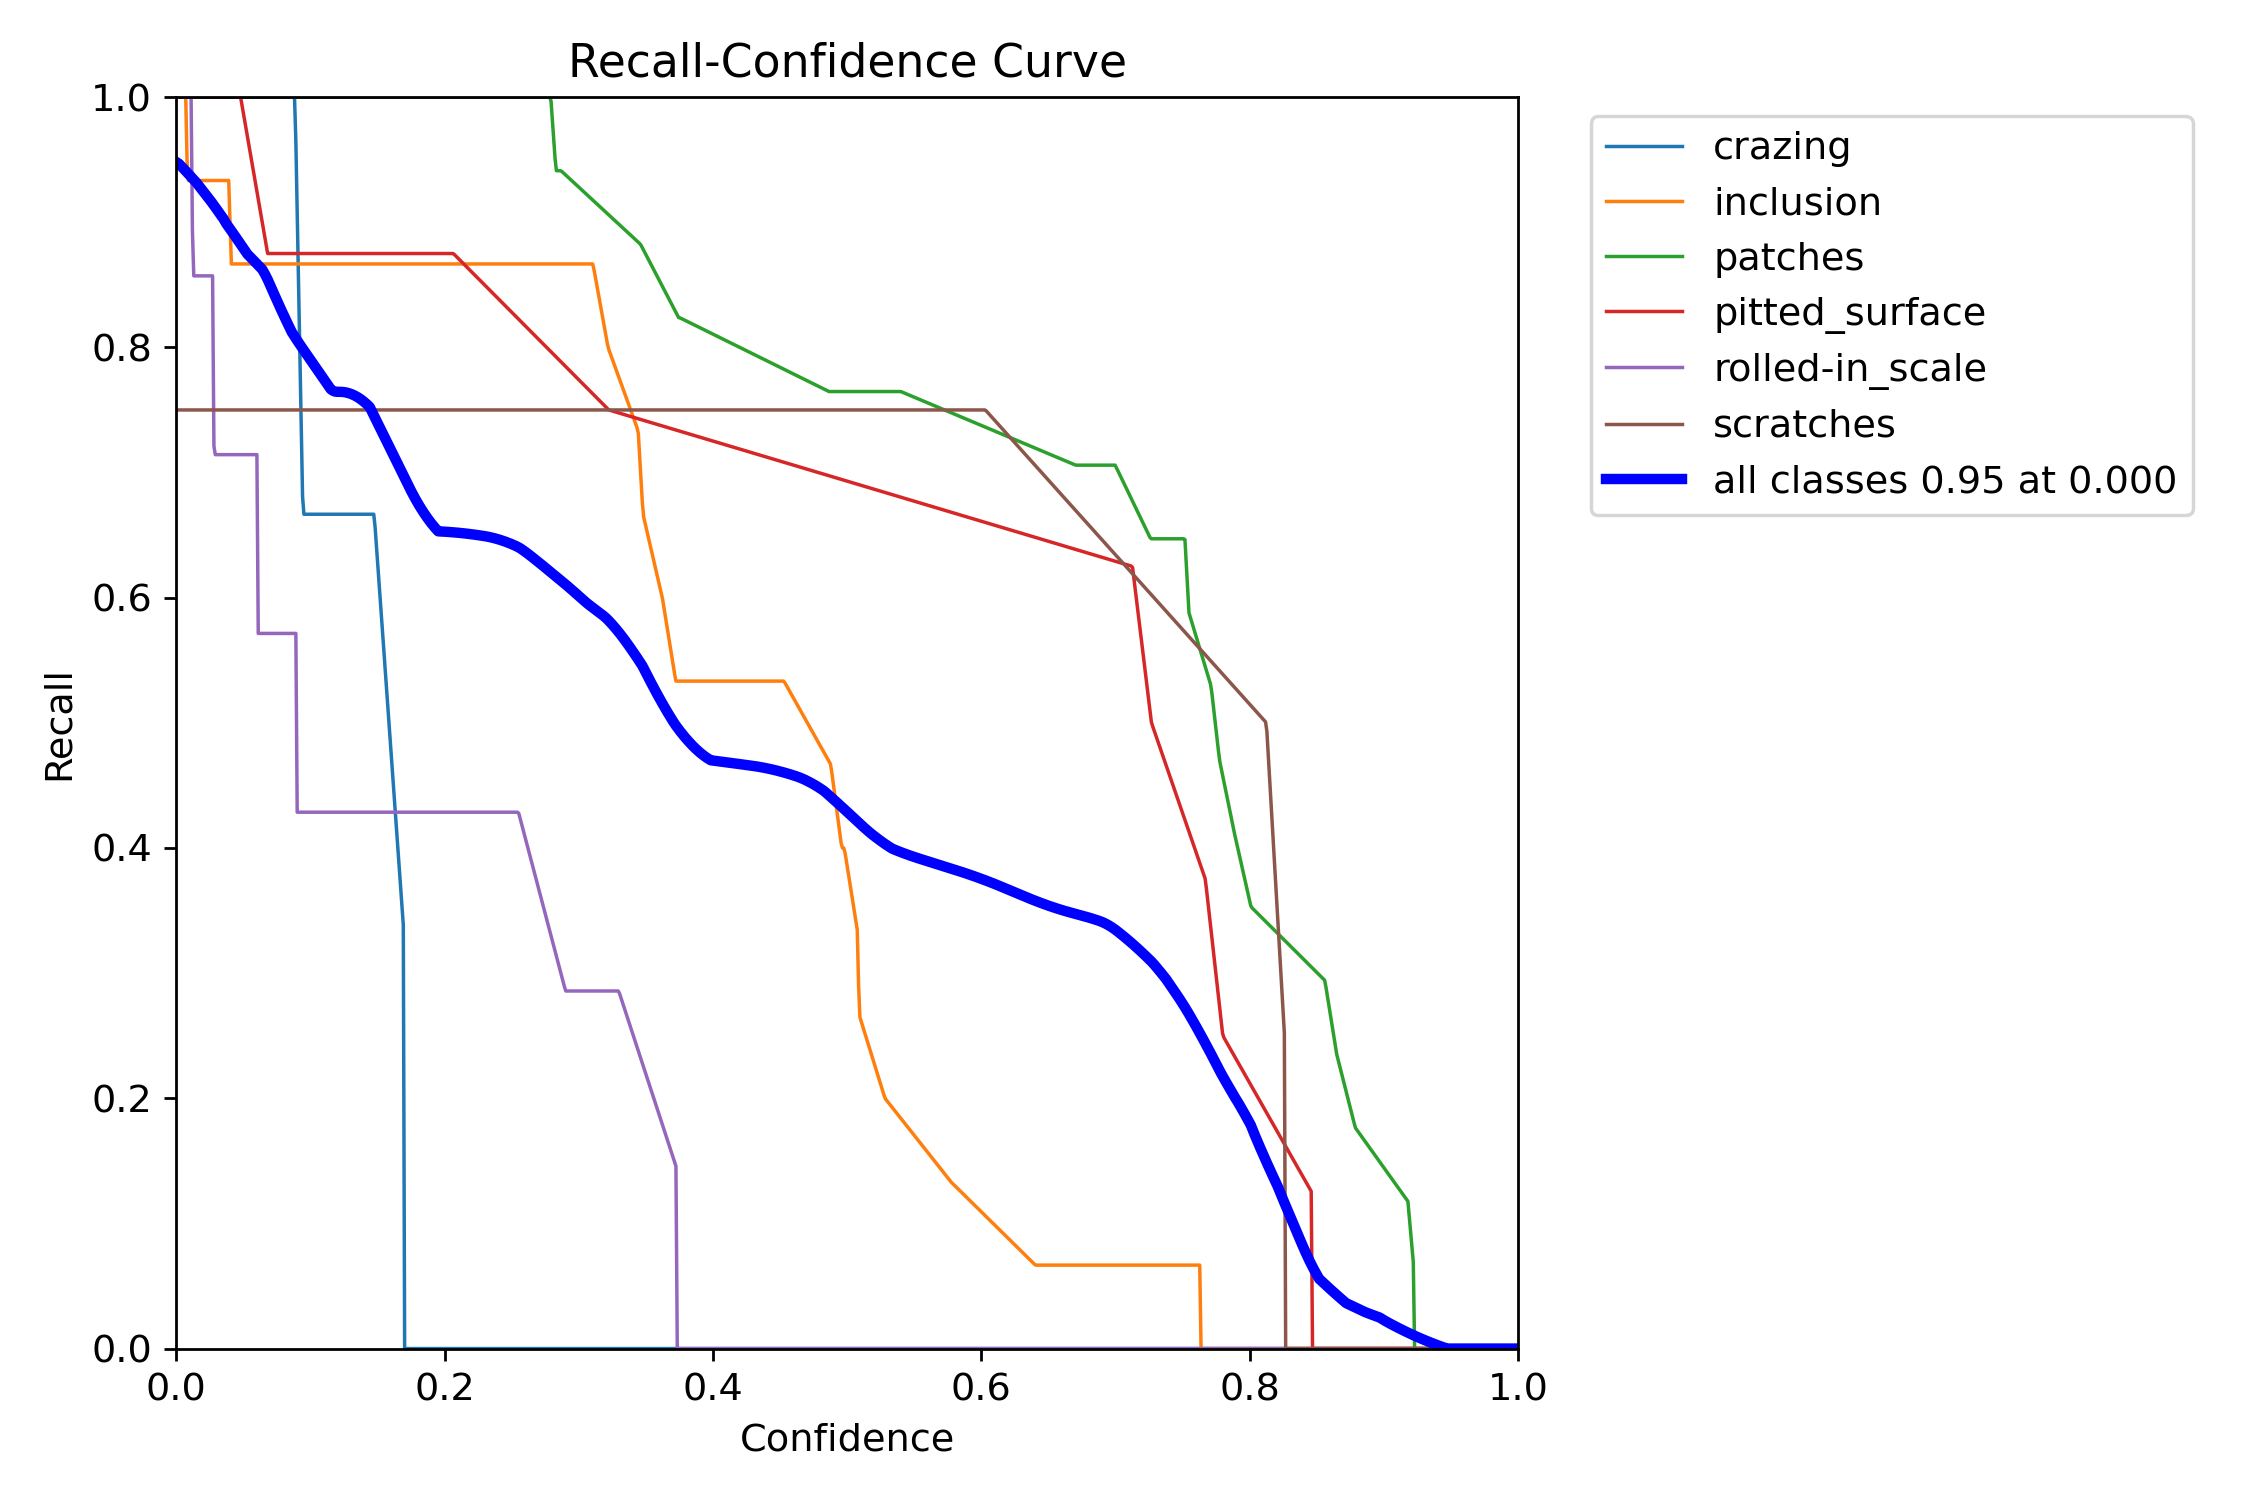 Recall-Confidence Curve
1.0
0.8
0.6
0.4
0.2
0.0
Recall
0.0 0.2 0.4 0.6 0.8 1.0
Confidence
crazing
inclusion
patches
pitted_surface
rolled-in_scale
scratches
all classes 0.95 at 0.000